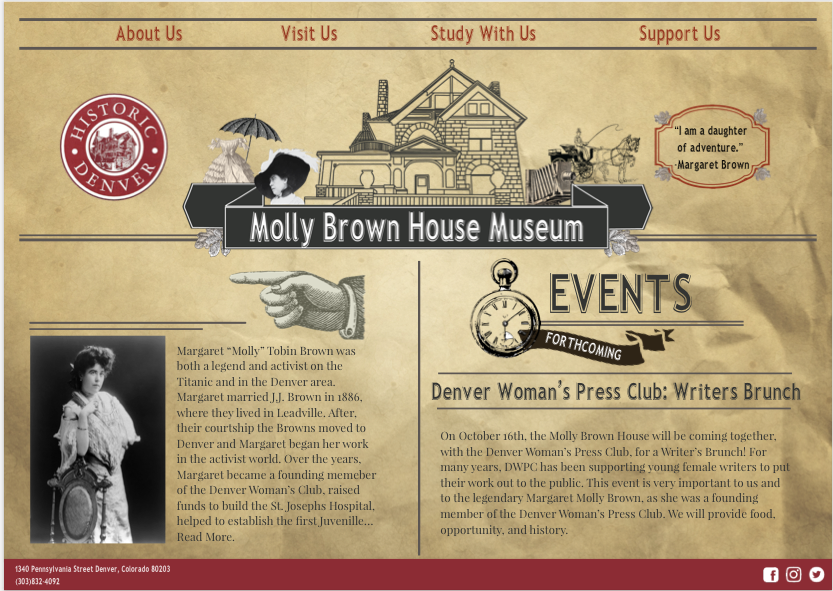 About Us
Visit Us
Study With Us
Support Us
HISTORIC
DENVER
"I am a daughter
of adventure."
-Margaret Brown
Molly Brown House Museum
EVENTS
FORTHCOMING
Margaret “Molly” Tobin Brown was
both a legend and activist on the
Titanic and in the Denver area.
Margaret married J.J. Brown in 1886,
where they lived in Leadville. After,
their courtship the Browns moved to
Denver and Margaret began her work
in the activist world. Over the years,
Margaret became a founding memeber
of the Denver Woman’s Club, raised
funds to build the St. Josephs Hospital,
helped to establish the first Juvenille...
Read More.
Denver Woman's Press Club: Writers Brunch
On October 16th, the Molly Brown House will be coming together,
with the Denver Woman’s Press Club, for a Writer’s Brunch! For
many years, DWPC has been supporting young female writers to put
their work out to the public. This event is very important to us and
to the legendary Margaret Molly Brown, as she was a founding
member of the Denver Woman’s Press Club. We will provide food,
opportunity, and history.
1340 Pennsylvania Street Denver, Colorado 80203
(303)832-4092